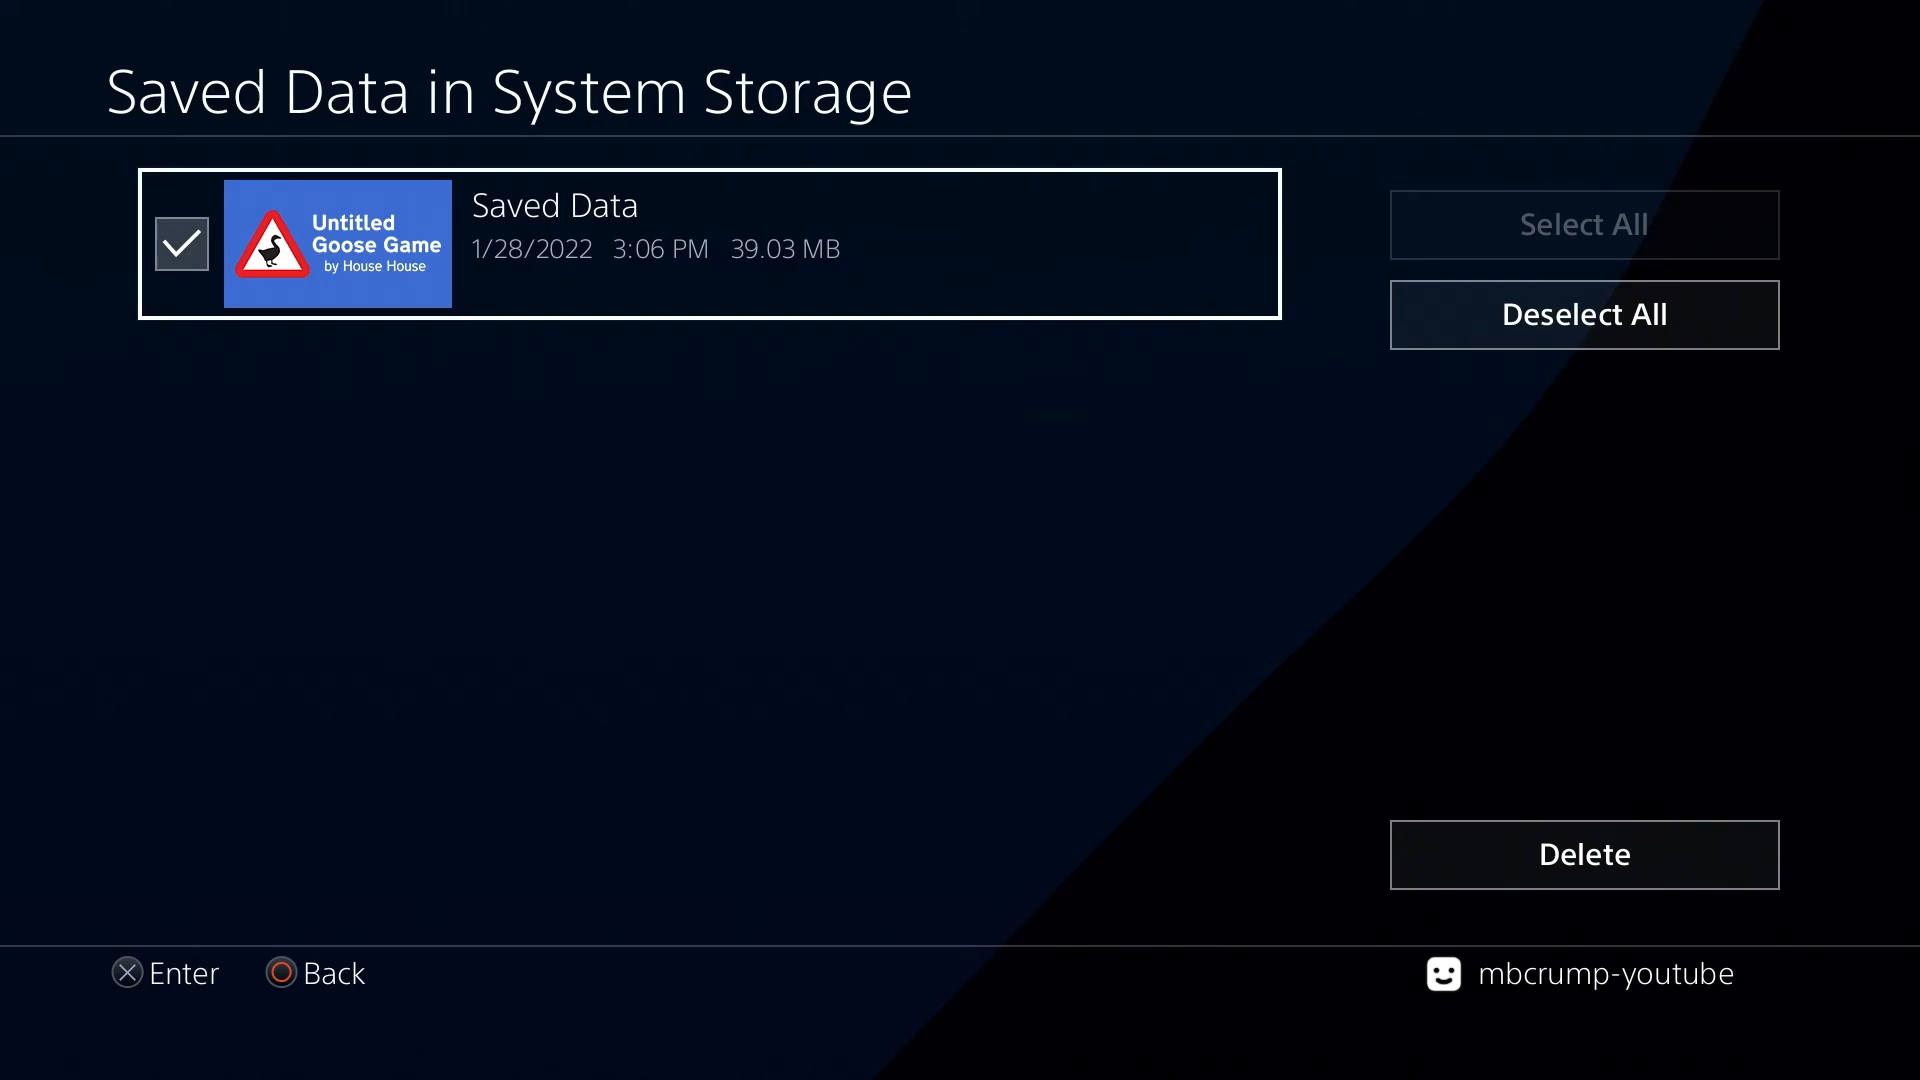 Saved Data in System Storage
Untitled
Goose Game
by House House
Saved Data
1/28/2022 3:06 PM 39.03 MB
Select All
Deselect All
Delete
Enter Back
mbcrump-youtube